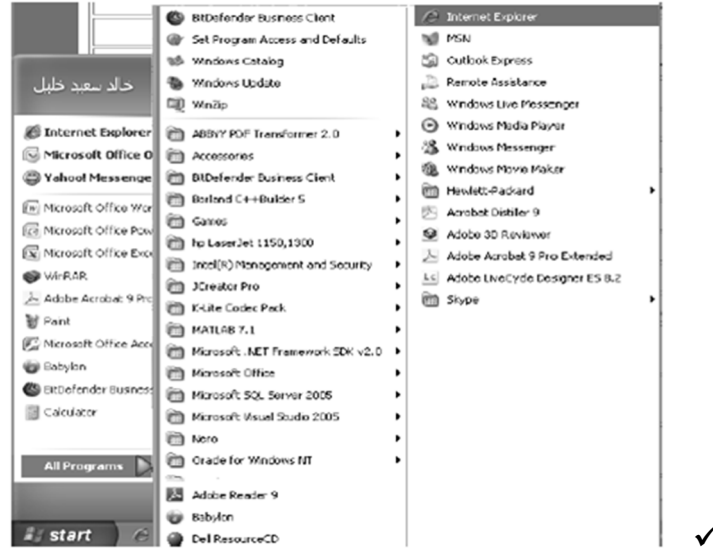 خالد سعيد خليل
Internet Explorer
Microsoft Office O
Yahoo! Messenge
Microsoft Office Wor
Microsoft Office Pow
Microsoft Office Exce
WinRAR
Adobe Acrobat 9 Pro
Paint
Microsoft Office Acce
Babylon
BitDefender Business
Calculator
All Programs
start
BitDefender Business Client
Set Program Access and Defaults
Windows Catalog
Windows Update
WinZip
ABBYY PDF Transformer 2.0
Accessories
BitDefender Business Client
Borland C++Builder 5
Games
hp LaserJet 1150,1300
Intel(R) Management and Security
JCreator Pro
K-Lite Codec Pack
MATLAB 7.1
Microsoft .NET Framework SDK v2.0
Microsoft Office
Microsoft SQL Server 2005
Microsoft Visual Studio 2005
Nero
Oracle for Windows NT
Adobe Reader 9
Babylon
Dell ResourceCD
Internet Explorer
MSN
Outlook Express
Remote Assistance
Windows Live Messenger
Windows Media Player
Windows Messenger
Windows Movie Maker
Hewlett-Packard
Acrobat Distiller 9
Adobe 3D Reviewer
Adobe Acrobat 9 Pro Extended
Adobe LiveCycle Designer ES 8.2
Skype